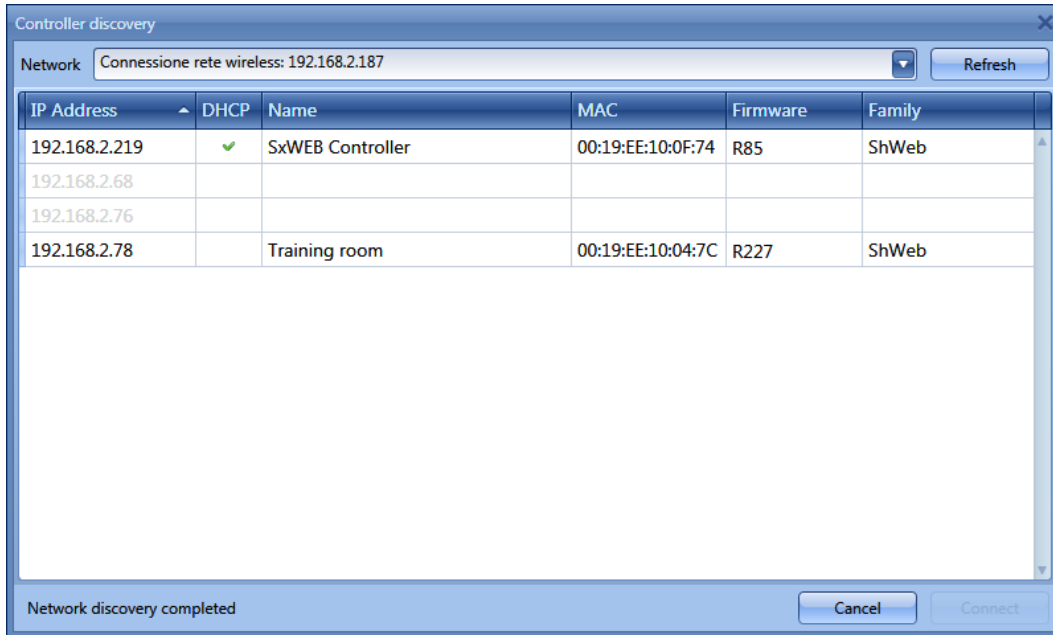 Controller discovery
Network Connessione rete wireless: 192.168.2.187 Refresh
IP Address DHCP Name MAC Firmware Family
192.168.2.219 SxWEB Controller 00:19:EE:10:0F:74 R85 ShWeb
192.168.2.68
192.168.2.76
192.168.2.78 Training room 00:19:EE:10:04:7C R227 ShWeb
Network discovery completed Cancel Connect